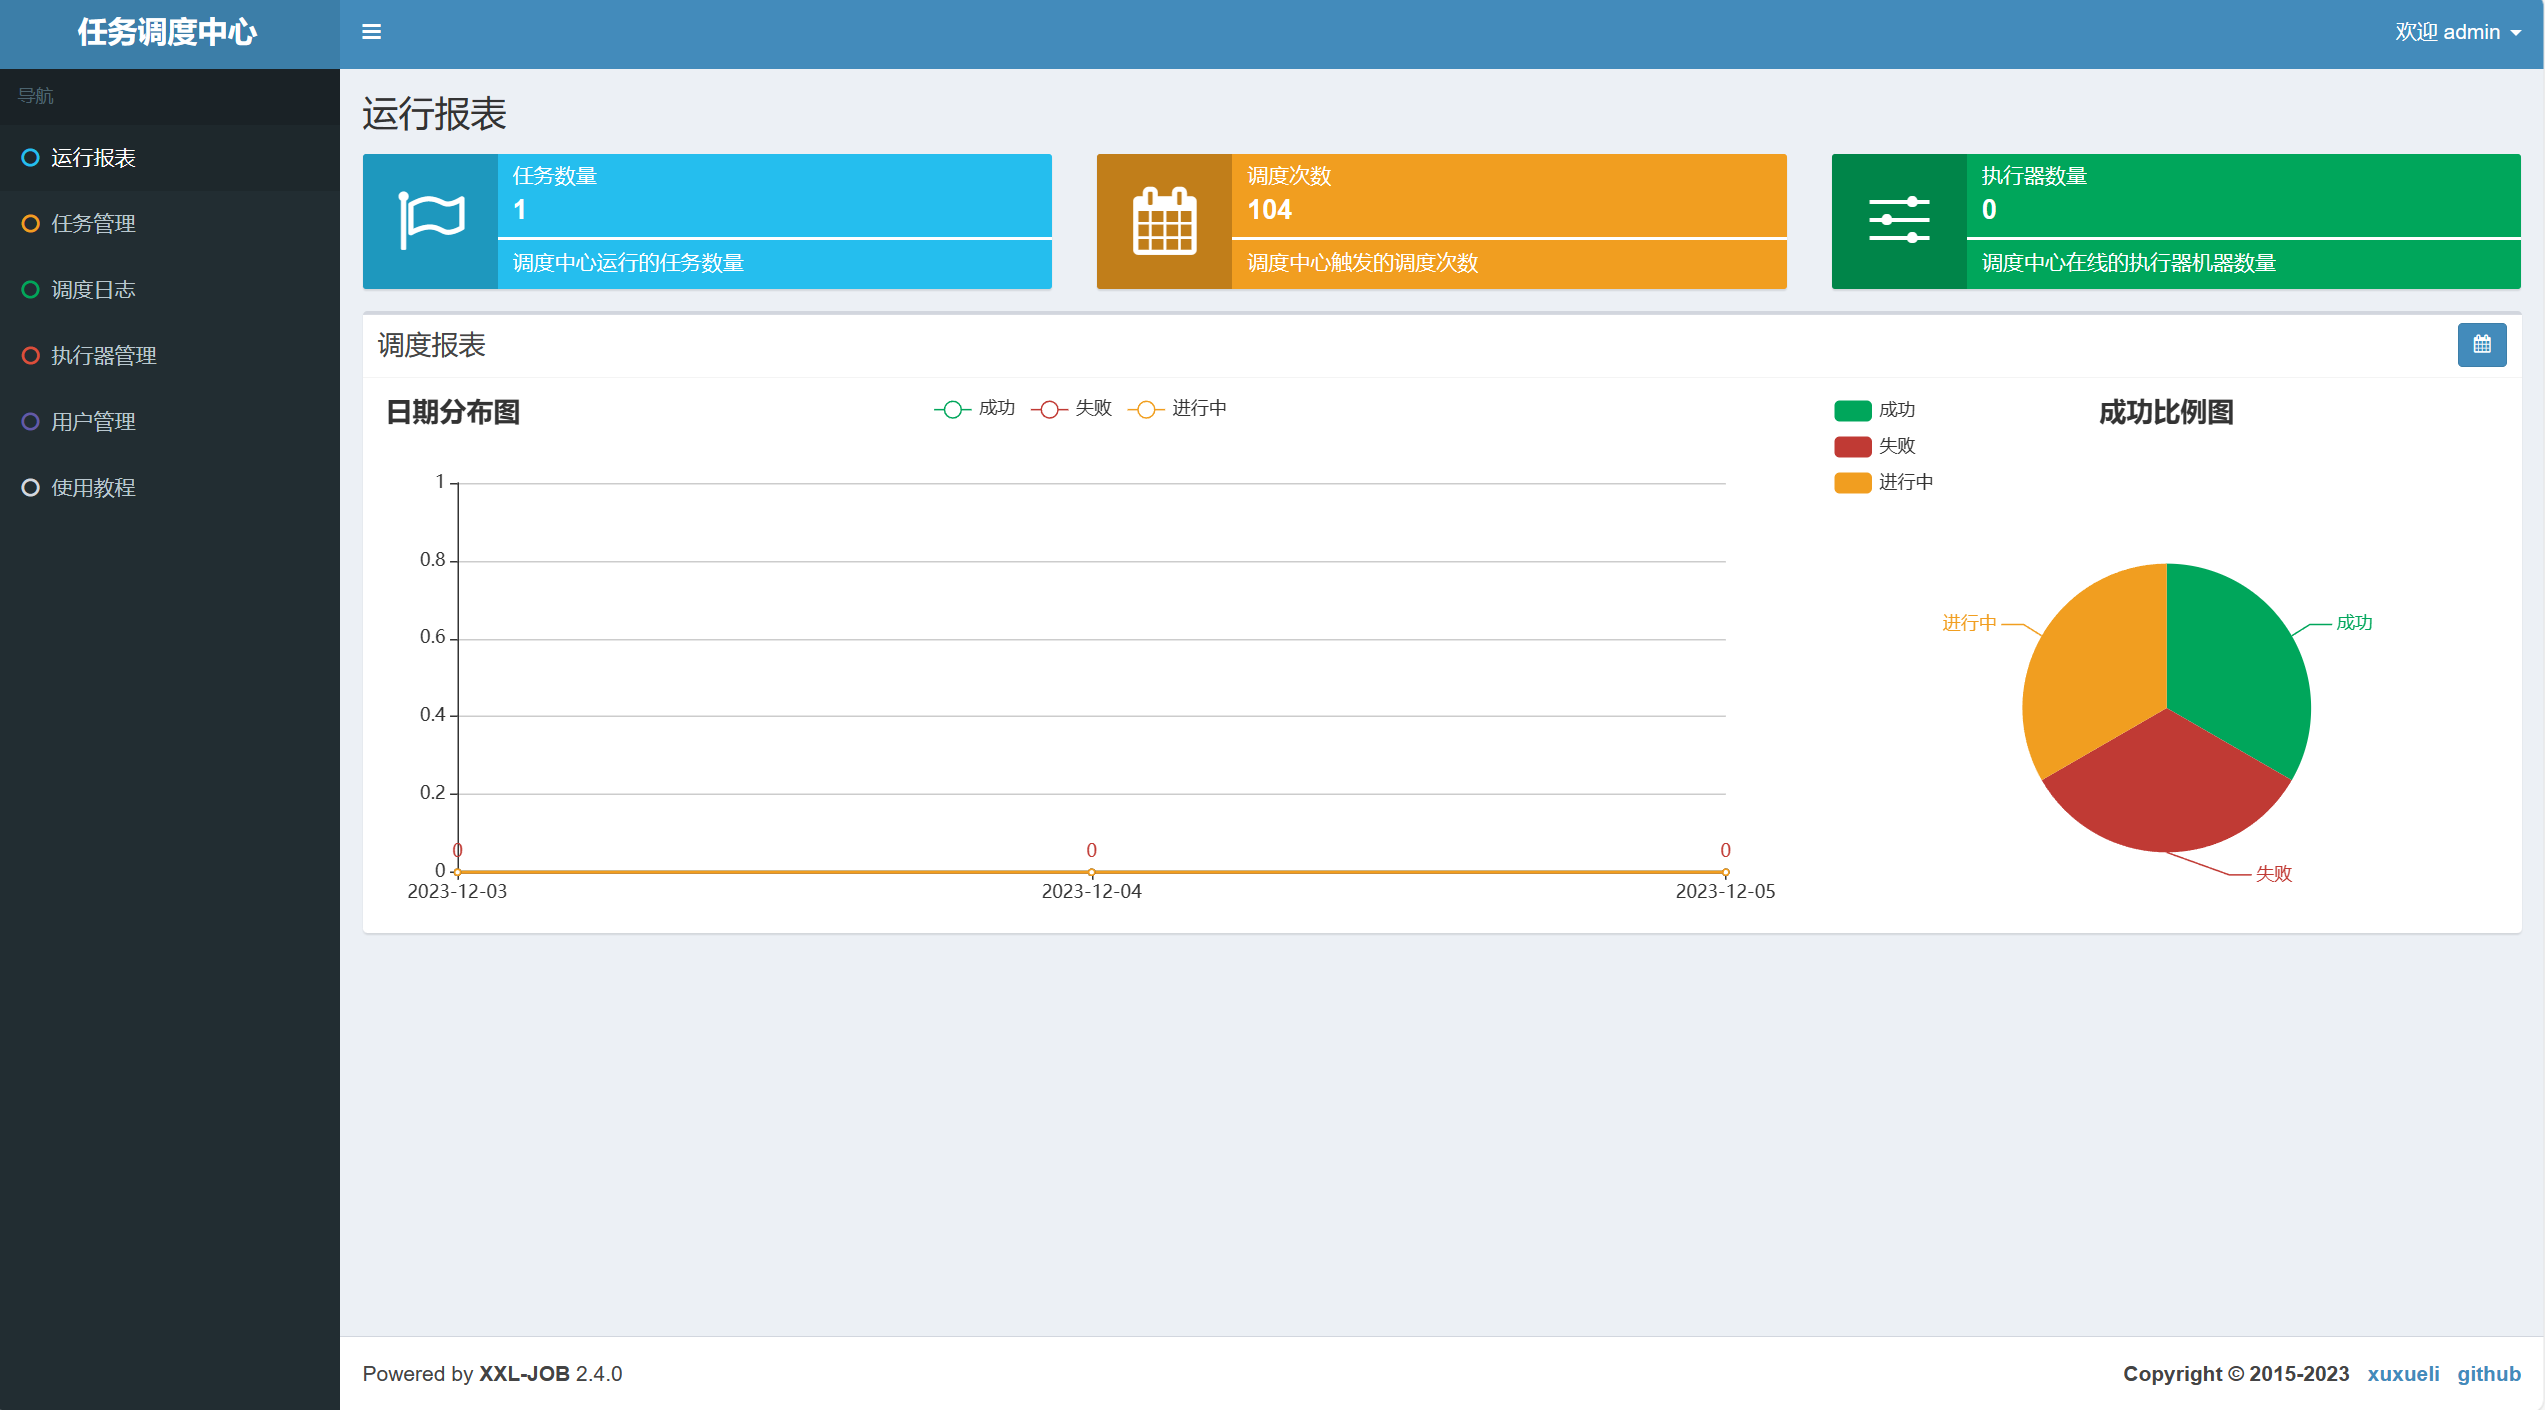 任务调度中心
欢迎 admin
导航
运行报表
任务管理
调度日志
执行器管理
用户管理
使用教程
运行报表
任务数量
1
调度中心运行的任务数量
调度次数
104
调度中心触发的调度次数
执行器数量
0
调度中心在线的执行器机器数量
调度报表
日期分布图
成功 失败 进行中
1
0.8
0.6
0.4
0.2
0
0 0 0
2023-12-03 2023-12-04 2023-12-05
成功
失败
进行中
成功比例图
进行中
成功
失败
Powered by XXL-JOB 2.4.0
Copyright © 2015-2023 xuxueli github